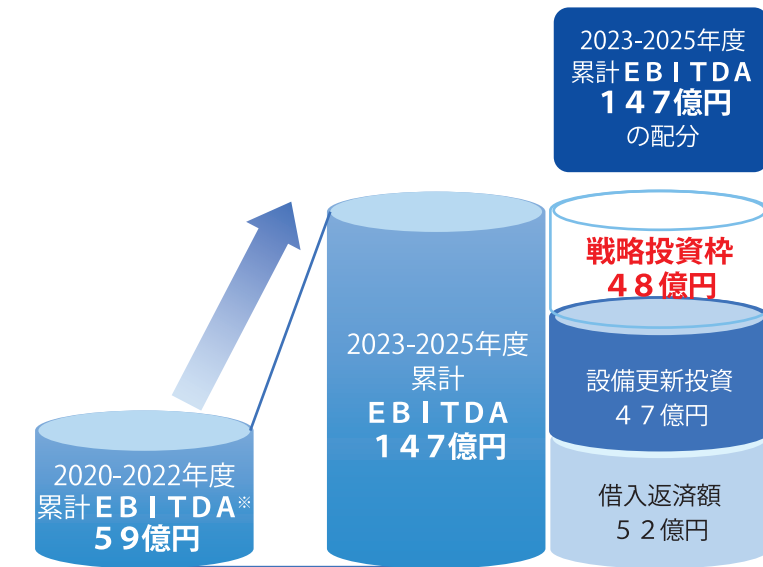 2023-2025年度
累計ＥＢＩＴＤＡ
１４７億円
の配分
戦略投資枠
４８億円
2023-2025年度
累計
ＥＢＩＴＤＡ
１４７億円
設備更新投資
４７億円
2020-2022年度
累計ＥＢＩＴＤＡ※
５９億円
借入返済額
５２億円